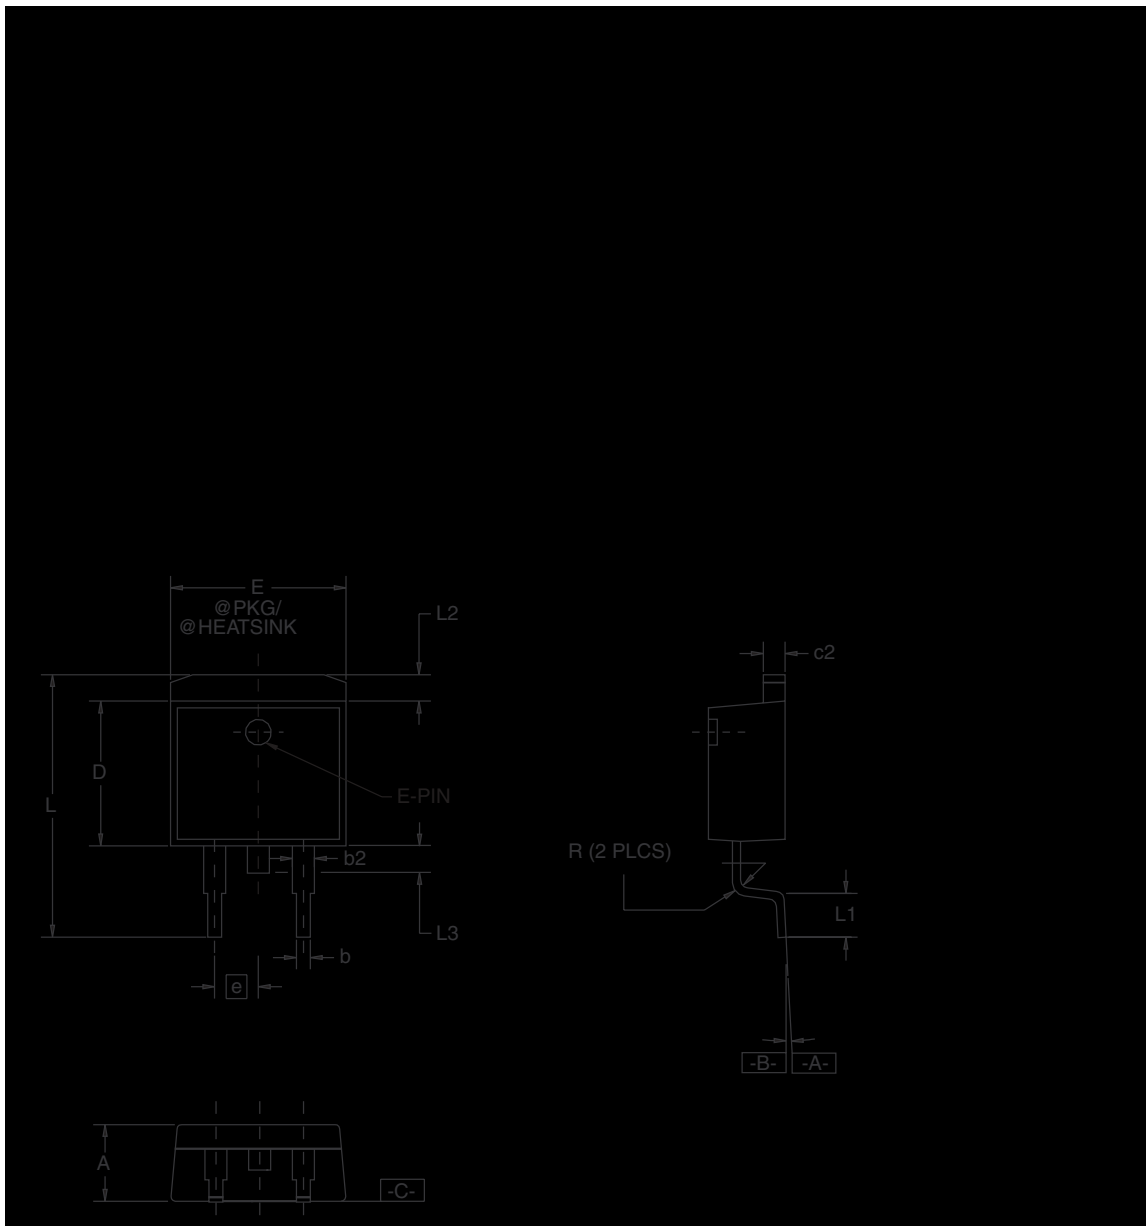 E
@PKG/
@HEATSINK
L2
c2
D
L
E-PIN
b2
R (2 PLCS)
L1
L3
b
e
-B-
-A-
A
-C-